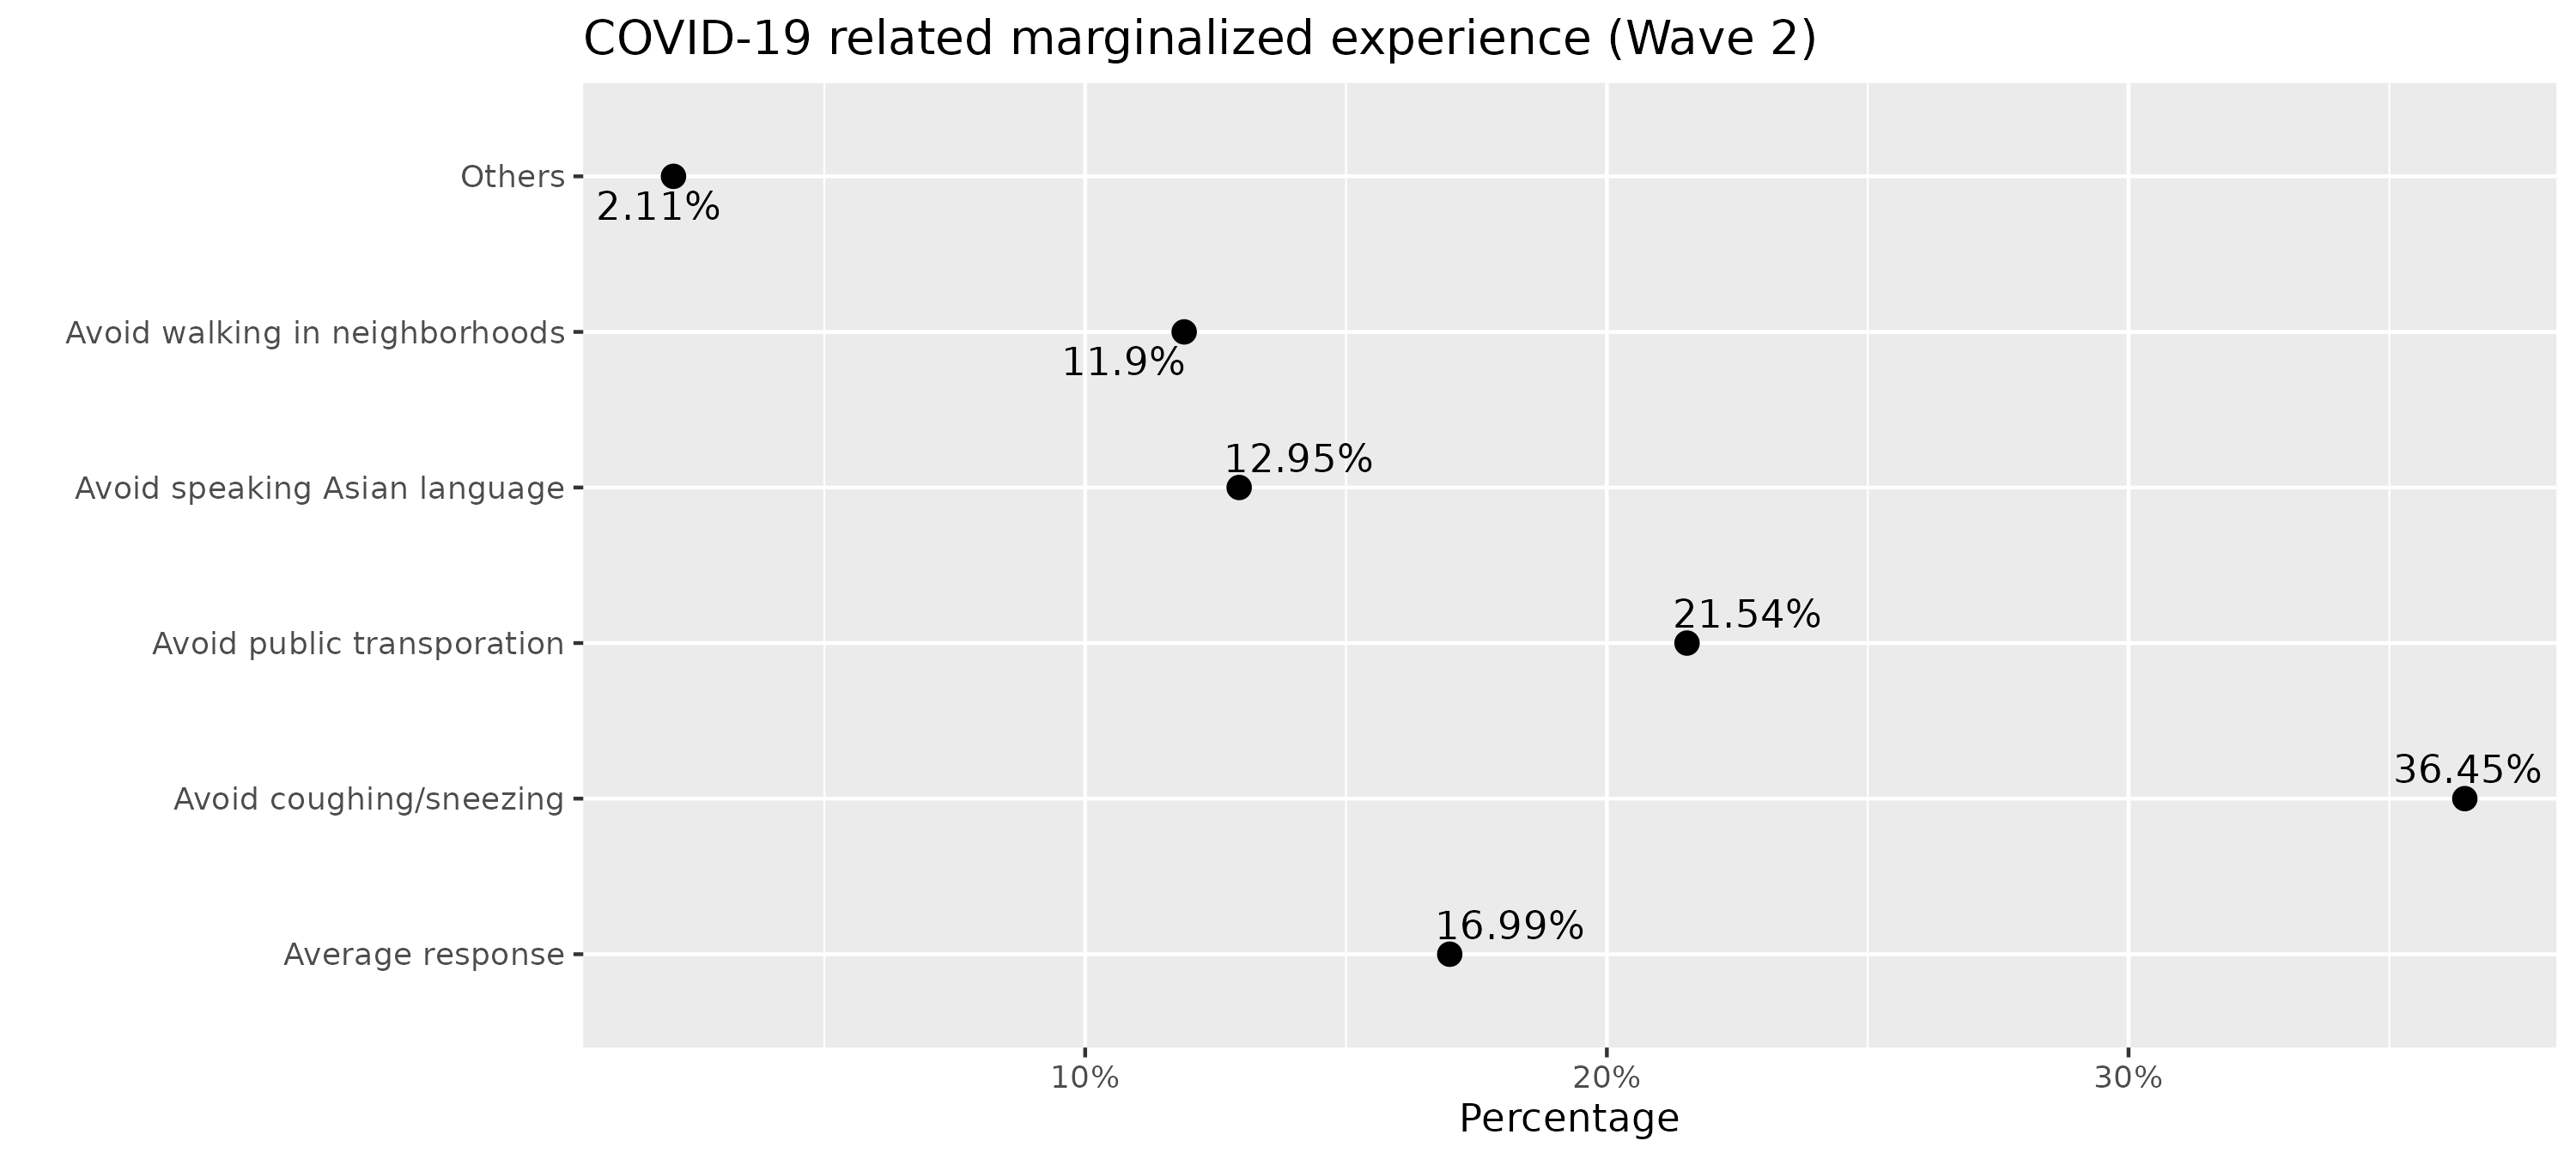 COVID-19 related marginalized experience (Wave 2)
Others
2.11%
Avoid walking in neighborhoods
11.9%
12.95%
Avoid speaking Asian language
21.54%
Avoid public transporation
36.45%
Avoid coughing/sneezing
16.99%
Average response
10% 20% 30%
Percentage